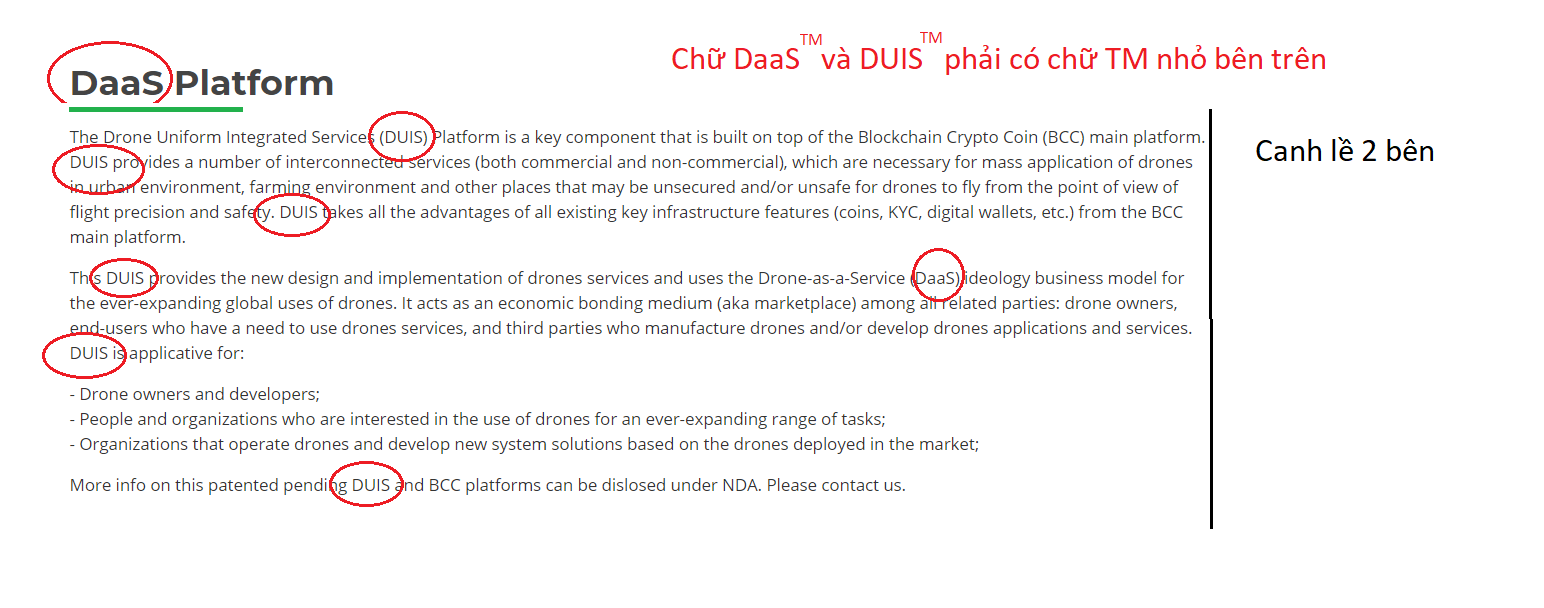 Chữ DaaS™ và DUIS™ phải có chữ TM nhỏ bên trên
DaaS Platform
The Drone Uniform Integrated Services (DUIS) Platform is a key component that is built on top of the Blockchain Crypto Coin (BCC) main platform.
DUIS provides a number of interconnected services (both commercial and non-commercial), which are necessary for mass application of drones
in urban environment, farming environment and other places that may be unsecured and/or unsafe for drones to fly from the point of view of
flight precision and safety. DUIS takes all the advantages of all existing key infrastructure features (coins, KYC, digital wallets, etc.) from the BCC
main platform.
Canh lề 2 bên
This DUIS provides the new design and implementation of drones services and uses the Drone-as-a-Service (DaaS) ideology business model for
the ever-expanding global uses of drones. It acts as an economic bonding medium (aka marketplace) among all related parties: drone owners,
end-users who have a need to use drones services, and third parties who manufacture drones and/or develop drones applications and services.
DUIS is applicative for:
- Drone owners and developers;
- People and organizations who are interested in the use of drones for an ever-expanding range of tasks;
- Organizations that operate drones and develop new system solutions based on the drones deployed in the market;
More info on this patented pending DUIS and BCC platforms can be dislosed under NDA. Please contact us.